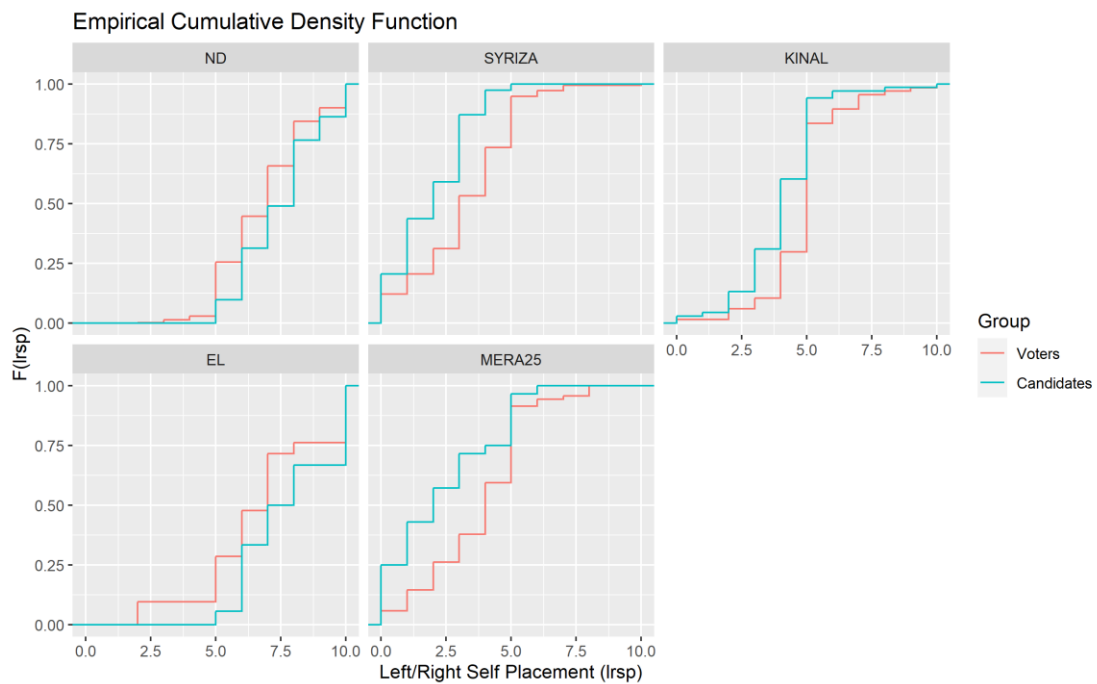 Empirical Cumulative Density Function
ND
SYRIZA
KINAL
1.00
0.75
0.50
0.25
0.00
0.0 2.5 5.0 7.5 10.0
EL
MERA25
1.00
0.75
0.50
0.25
0.00
0.0 2.5 5.0 7.5 10.0
0.0 2.5 5.0 7.5 10.0
F(lrsp)
Left/Right Self Placement (lrsp)
Group
Voters
Candidates